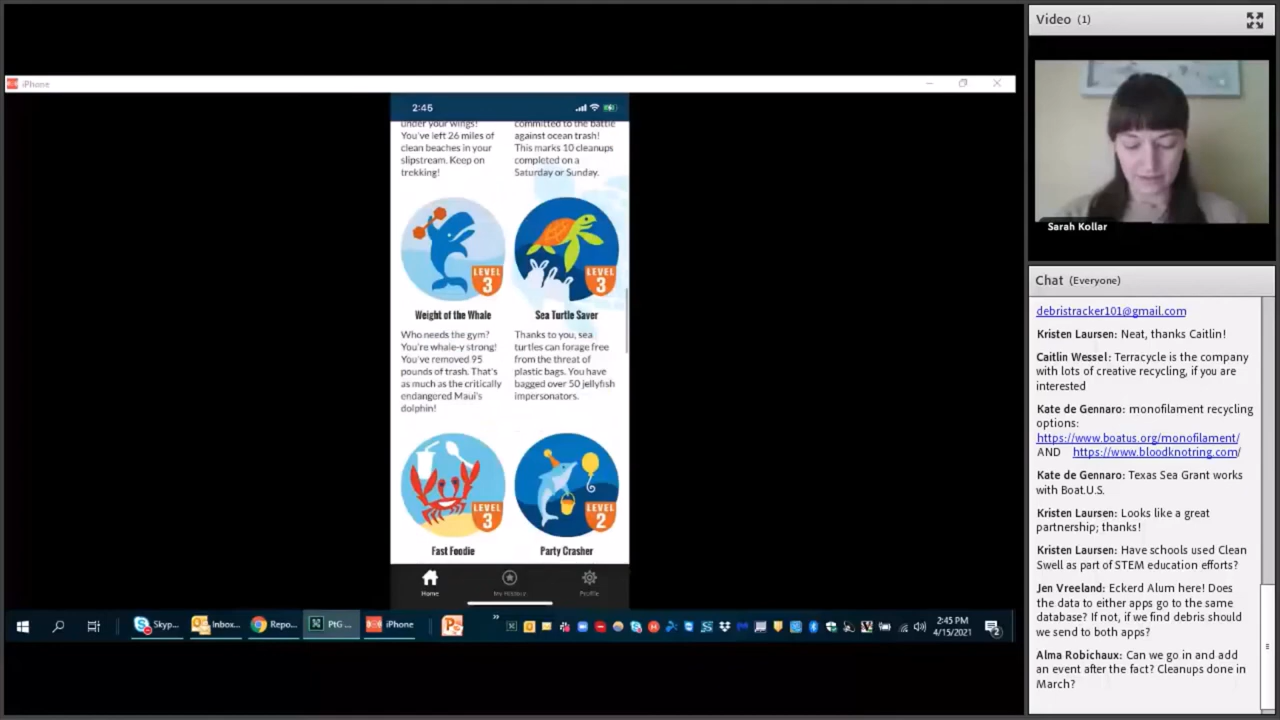 iPhone
2:45
under your wings!
You've left 26 miles of
clean beaches in your
slipstream. Keep on
trekking!
committed to the battle
against ocean trash!
This marks 10 cleanups
completed on a
Saturday or Sunday.
LEVEL
3
LEVEL
3
Weight of the Whale
Sea Turtle Saver
Who needs the gym?
You're whale-y strong!
You've removed 95
pounds of trash. That's
as much as the critically
endangered Maui's
dolphin!
Thanks to you, sea
turtles can forage free
from the threat of
plastic bags. You have
bagged over 50 jellyfish
impersonators.
LEVEL
3
LEVEL
2
Fast Foodie
Party Crasher
Home
My History
Profile
Skyp...
Inbox...
Repo...
PtG ...
iPhone
2:45 PM
4/15/2021
2
Video (1)
Sarah Kollar
Chat (Everyone)
debristracker101@gmail.com
Kristen Laursen: Neat, thanks Caitlin!
Caitlin Wessel: Terracycle is the company
with lots of creative recycling, if you are
interested
Kate de Gennaro: monofilament recycling
options:
https://www.boatus.org/monofilament/
AND https://www.bloodknotring.com/
Kate de Gennaro: Texas Sea Grant works
with Boat.U.S.
Kristen Laursen: Looks like a great
partnership; thanks!
Kristen Laursen: Have schools used Clean
Swell as part of STEM education efforts?
Jen Vreeland: Eckerd Alum here! Does
the data to either apps go to the same
database? If not, if we find debris should
we send to both apps?
Alma Robichaux: Can we go in and add
an event after the fact? Cleanups done in
March?